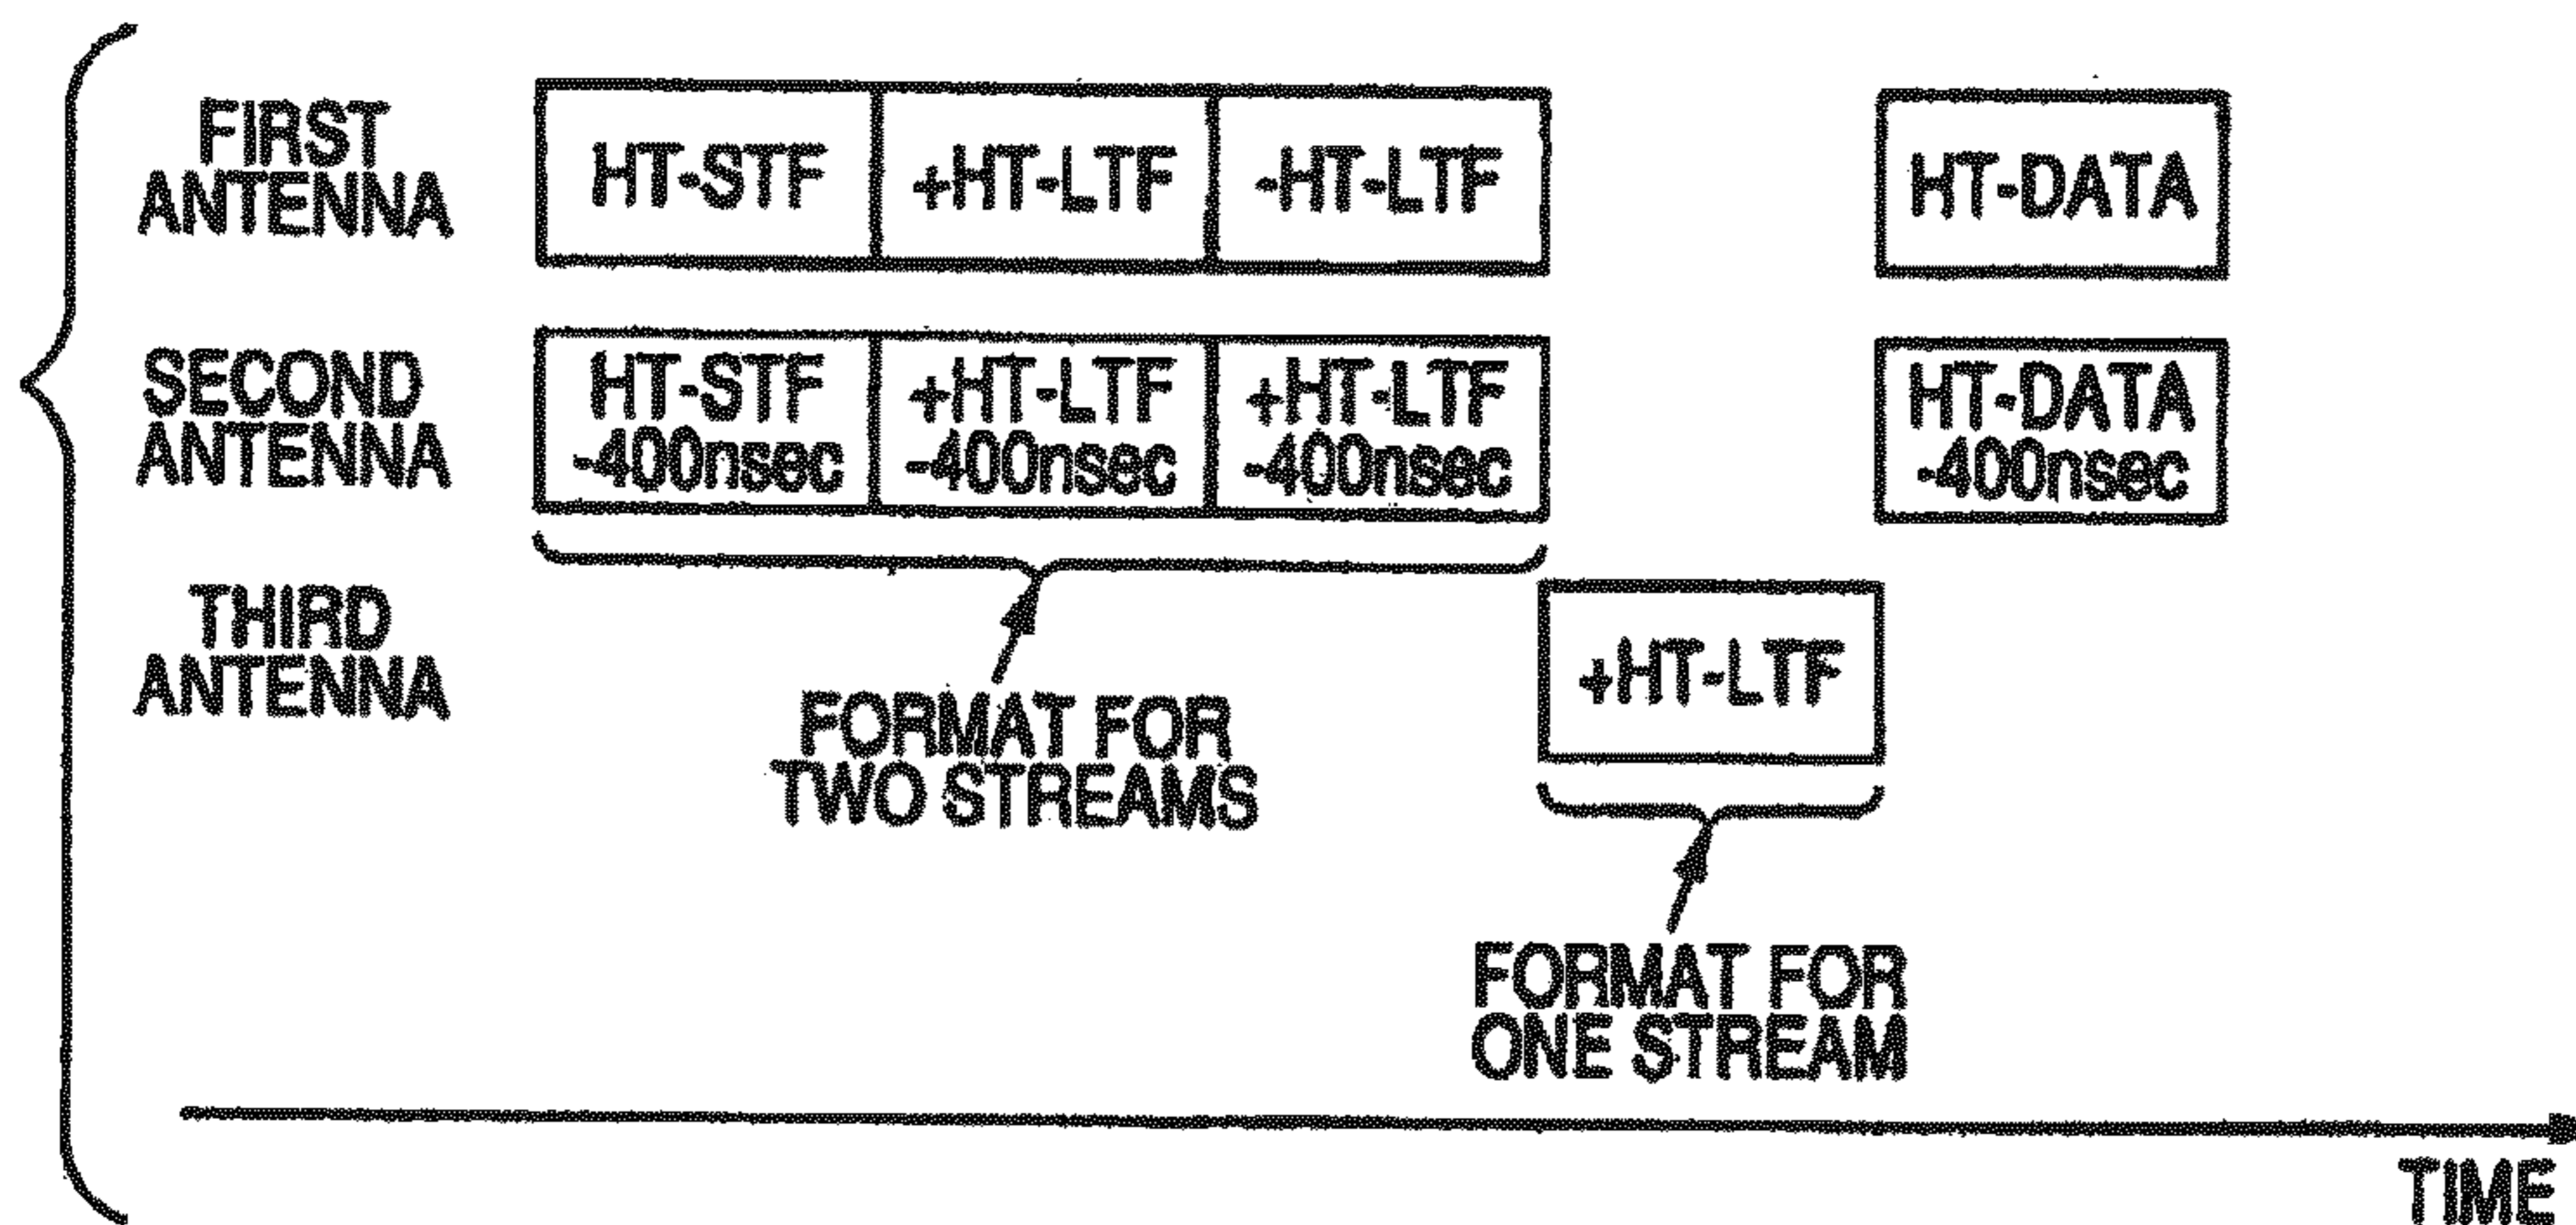 FIRST
ANTENNA
HT-STF
+HT-LTF
-HT-LTF
HT-DATA
SECOND
ANTENNA
HT-STF
-400nsec
+HT-LTF
-400nsec
+HT-LTF
-400nsec
HT-DATA
-400nsec
THIRD
ANTENNA
+HT-LTF
FORMAT FOR
TWO STREAMS
FORMAT FOR
ONE STREAM
TIME